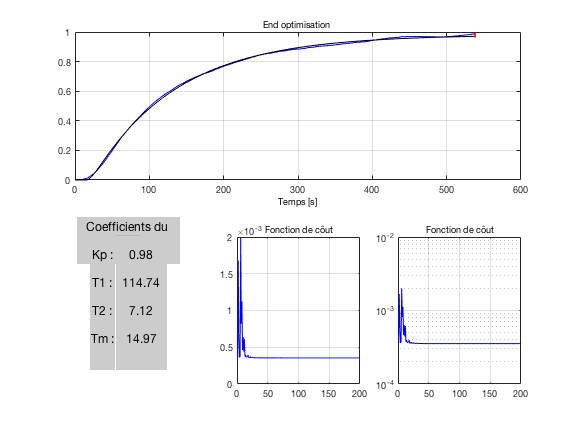 End optimisation
1
0.8
0.6
0.4
0.2
0
0 100 200 300 400 500 600
Temps [s]
Coefficients du
Kp : 0.98
T1 : 114.74
T2 : 7.12
Tm : 14.97
×10⁻³ Fonction de côut
2
1.5
1
0.5
0
0 50 100 150 200
Fonction de côut
10⁻²
10⁻³
10⁻⁴
0 50 100 150 200